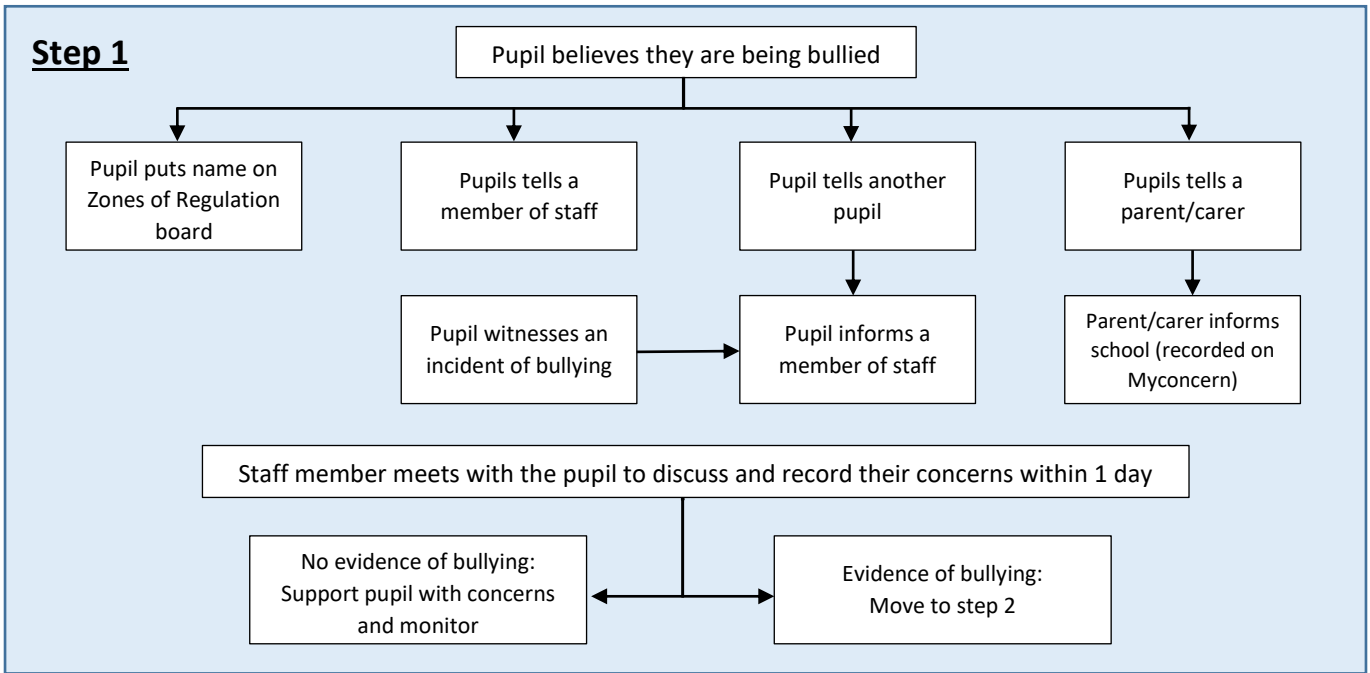 Step 1
Pupil believes they are being bullied
Pupil puts name on
Zones of Regulation
board
Pupils tells a
member of staff
Pupil tells another
pupil
Pupils tells a
parent/carer
Pupil witnesses an
incident of bullying
Pupil informs a
member of staff
Parent/carer informs
school (recorded on
Myconcern)
Staff member meets with the pupil to discuss and record their concerns within 1 day
No evidence of bullying:
Support pupil with concerns
and monitor
Evidence of bullying:
Move to step 2